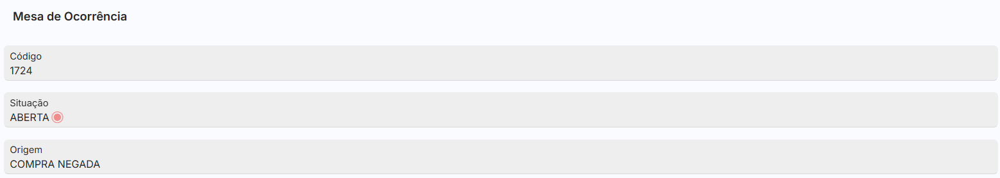 Mesa de Ocorrência
Código
1724
Situação
ABERTA
Origem
COMPRA NEGADA